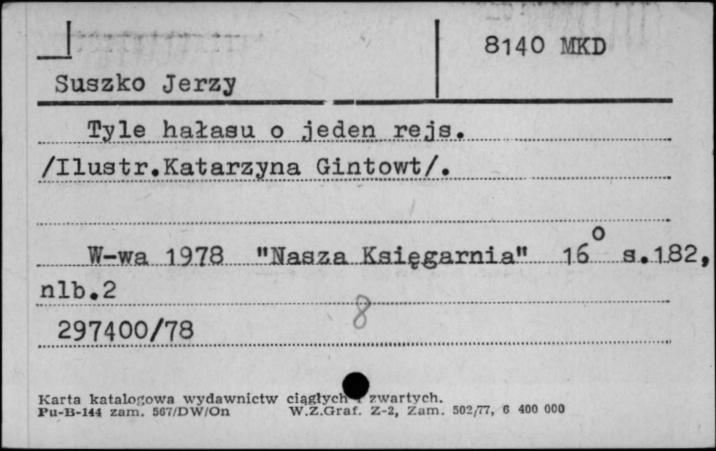 8140 MKD
Suszko Jerzy
Tyle hałasu o jeden rejs.
/Ilustr.Katarzyna Gintowt/.
W-wa 1978 "Nasza Księgarnia" 16° s.182,
nlb.2
8
297400/78
Karta katalogowa wydawnictw ciągłych i zwartych.
Pu-B-144 zam. 567/DW/On W.Z.Graf. Z-2, Zam. 502/77, 6 400 000